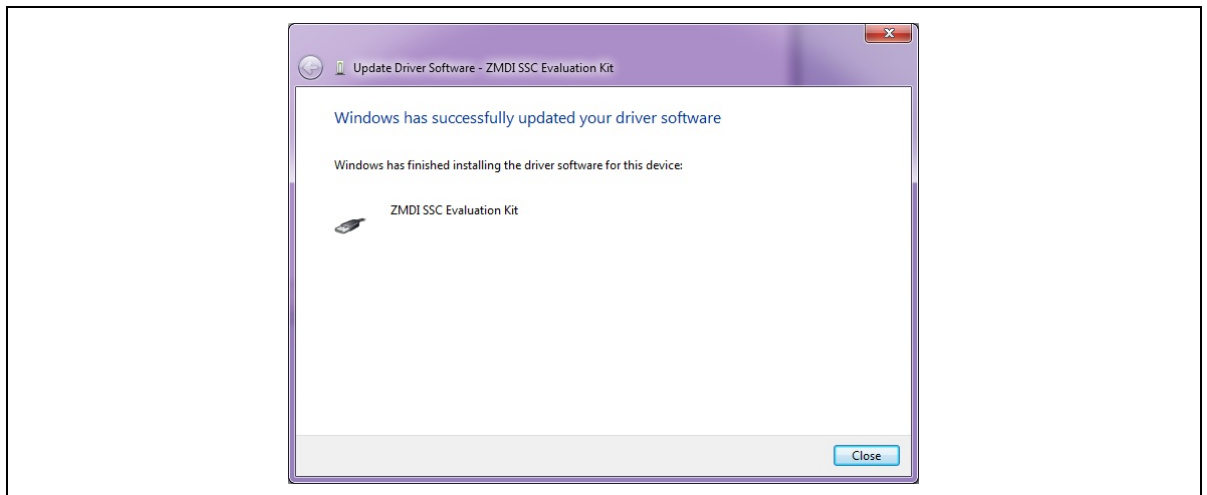 Update Driver Software - ZMDI SSC Evaluation Kit
Windows has successfully updated your driver software
Windows has finished installing the driver software for this device:
ZMDI SSC Evaluation Kit
Close